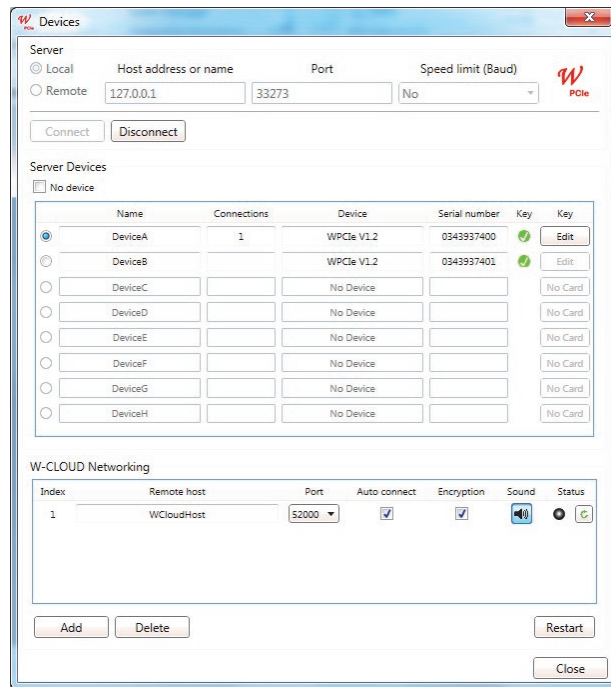 W PCIe Devices
Server
Local Host address or name Port Speed limit (Baud)
Remote 127.0.0.1 33273 No
W PCIe
Connect Disconnect
Server Devices
No device
Name Connections Device Serial number Key Key
DeviceA 1 WPCIe V1.2 0343937400 Edit
DeviceB WPCIe V1.2 0343937401 Edit
DeviceC No Device No Card
DeviceD No Device No Card
DeviceE No Device No Card
DeviceF No Device No Card
DeviceG No Device No Card
DeviceH No Device No Card
W-CLOUD Networking
Index Remote host Port Auto connect Encryption Sound Status
1 WCloudHost 52000
Add Delete Restart
Close